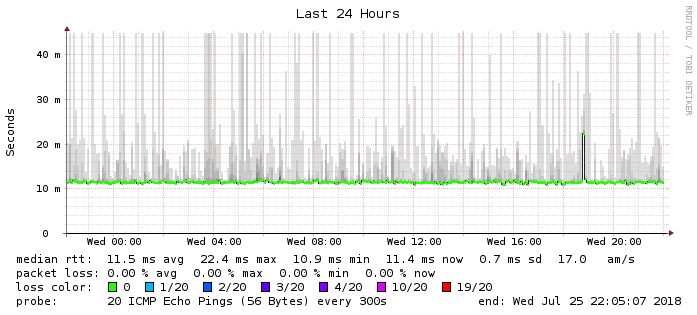 Last 24 Hours
RRDTOOL / TOBI OETIKER
Seconds
40 m
30 m
20 m
10 m
0
Wed 00:00 Wed 04:00 Wed 08:00 Wed 12:00 Wed 16:00 Wed 20:00
median rtt: 11.5 ms avg 22.4 ms max 10.9 ms min 11.4 ms now 0.7 ms sd 17.0 am/s
packet loss: 0.00 % avg 0.00 % max 0.00 % min 0.00 % now
loss color: 0 1/20 2/20 3/20 4/20 10/20 19/20
probe: 20 ICMP Echo Pings (56 Bytes) every 300s end: Wed Jul 25 22:05:07 2018